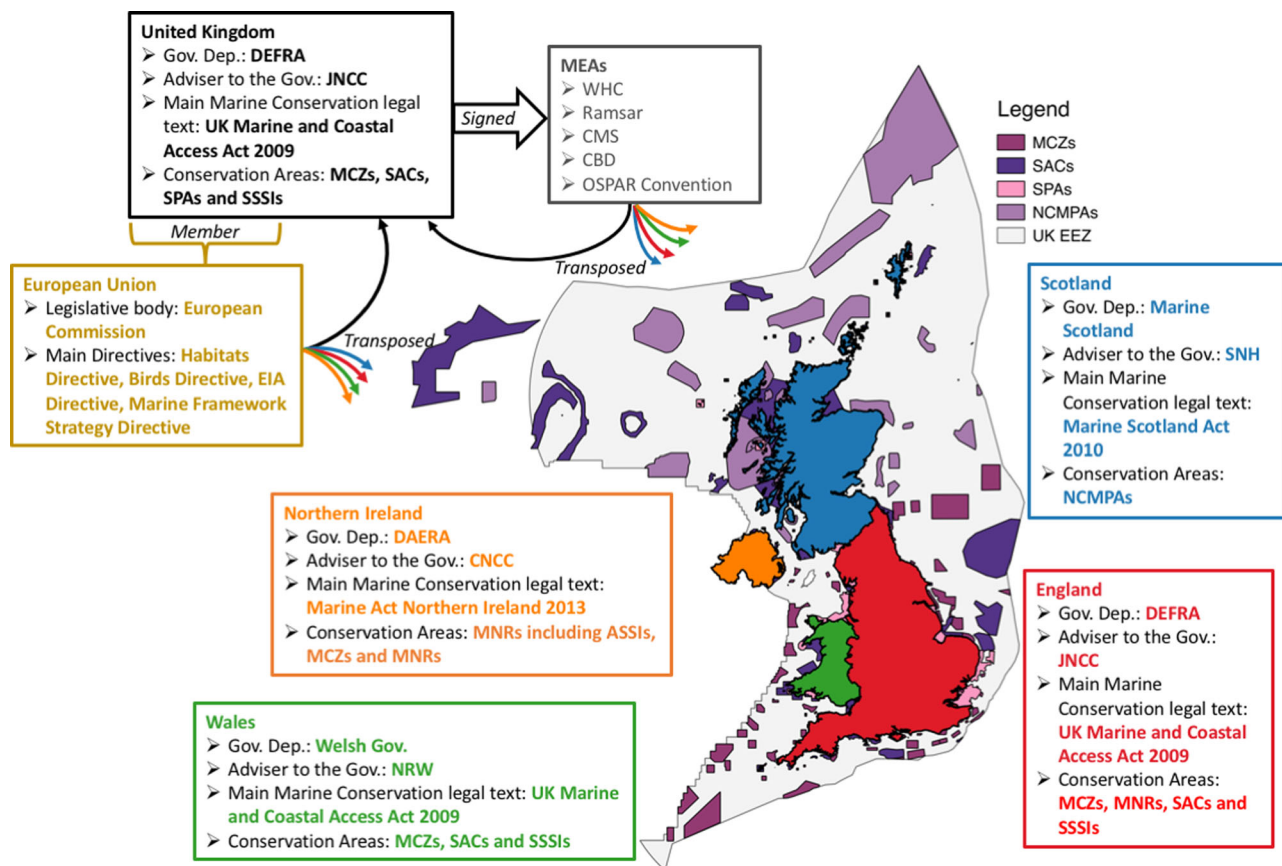 United Kingdom
➢ Gov. Dep.: DEFRA
➢ Adviser to the Gov.: JNCC
➢ Main Marine Conservation legal
text: UK Marine and Coastal
Access Act 2009
➢ Conservation Areas: MCZs, SACs,
SPAs and SSSIs
Signed
MEAs
➢ WHC
➢ Ramsar
➢ CMS
➢ CBD
➢ OSPAR Convention
Legend
MCZs
SACs
SPAs
NCMPAs
UK EEZ
Member
Transposed
European Union
➢ Legislative body: European
Commission
➢ Main Directives: Habitats
Directive, Birds Directive, EIA
Directive, Marine Framework
Strategy Directive
Transposed
Scotland
➢ Gov. Dep.: Marine
Scotland
➢ Adviser to the Gov.: SNH
➢ Main Marine
Conservation legal text:
Marine Scotland Act
2010
➢ Conservation Areas:
NCMPAs
Northern Ireland
➢ Gov. Dep.: DAERA
➢ Adviser to the Gov.: CNCC
➢ Main Marine Conservation legal text:
Marine Act Northern Ireland 2013
➢ Conservation Areas: MNRs including ASSIs,
MCZs and MNRs
England
➢ Gov. Dep.: DEFRA
➢ Adviser to the Gov.:
JNCC
➢ Main Marine
Conservation legal text:
UK Marine and Coastal
Access Act 2009
➢ Conservation Areas:
MCZs, MNRs, SACs and
SSSIs
Wales
➢ Gov. Dep.: Welsh Gov.
➢ Adviser to the Gov.: NRW
➢ Main Marine Conservation legal text: UK Marine
and Coastal Access Act 2009
➢ Conservation Areas: MCZs, SACs and SSSIs